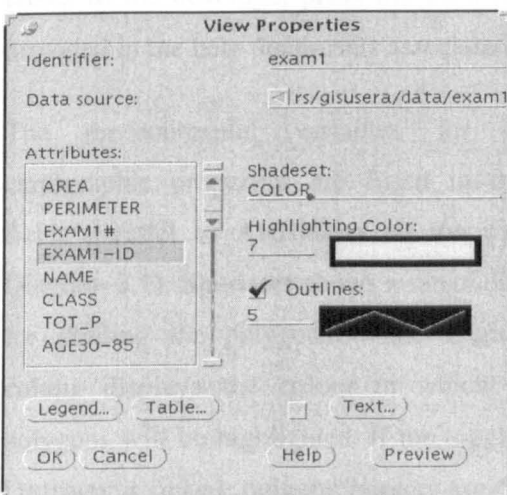 View Properties
Identifier: exam1
Data source: rs/gisusera/data/exam1
Attributes:
AREA
PERIMETER
EXAM1#
EXAM1-ID
NAME
CLASS
TOT_P
AGE30-85
Shadeset:
COLOR
Highlighting Color:
7
Outlines:
5
Legend... Table... Text...
OK Cancel Help Preview